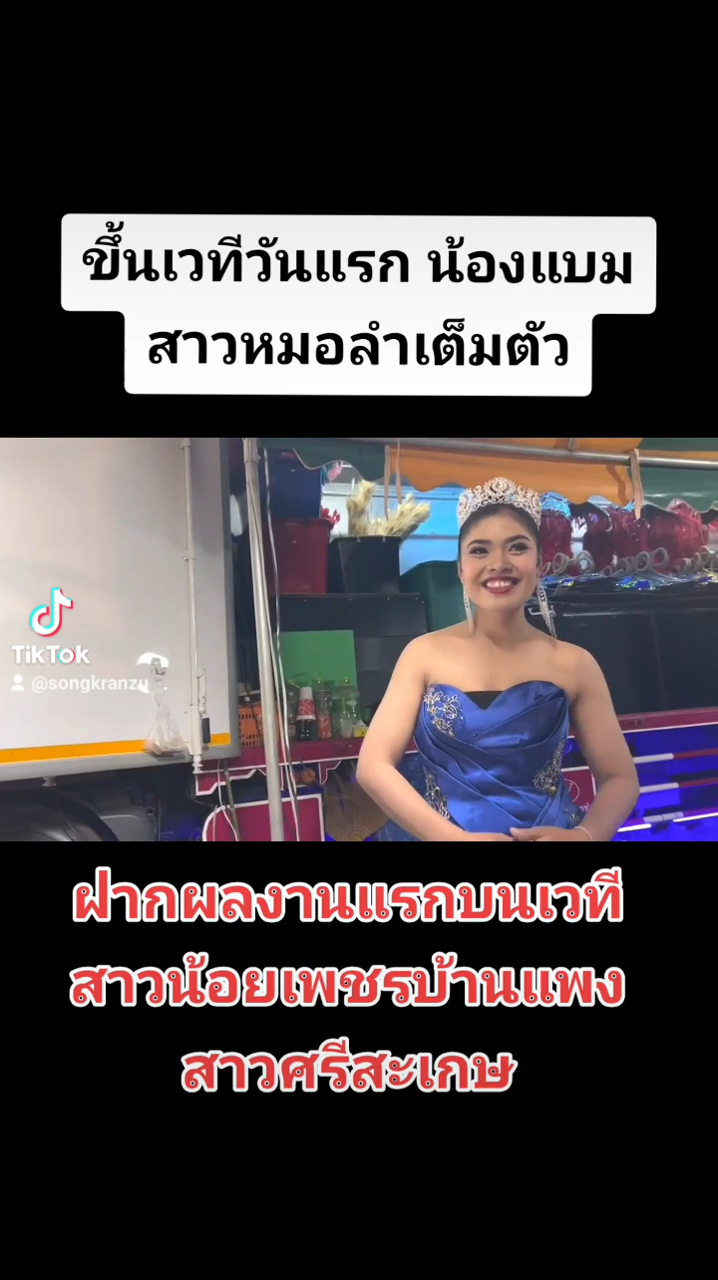 ขึ้นเวทีวันแรก น้องแบม
สาวหมอลำเต็มตัว
TikTok
@songkranzu
ฝากผลงานแรกบนเวที
สาวน้อยเพชรบ้านแพง
สาวศรีสะเกษ